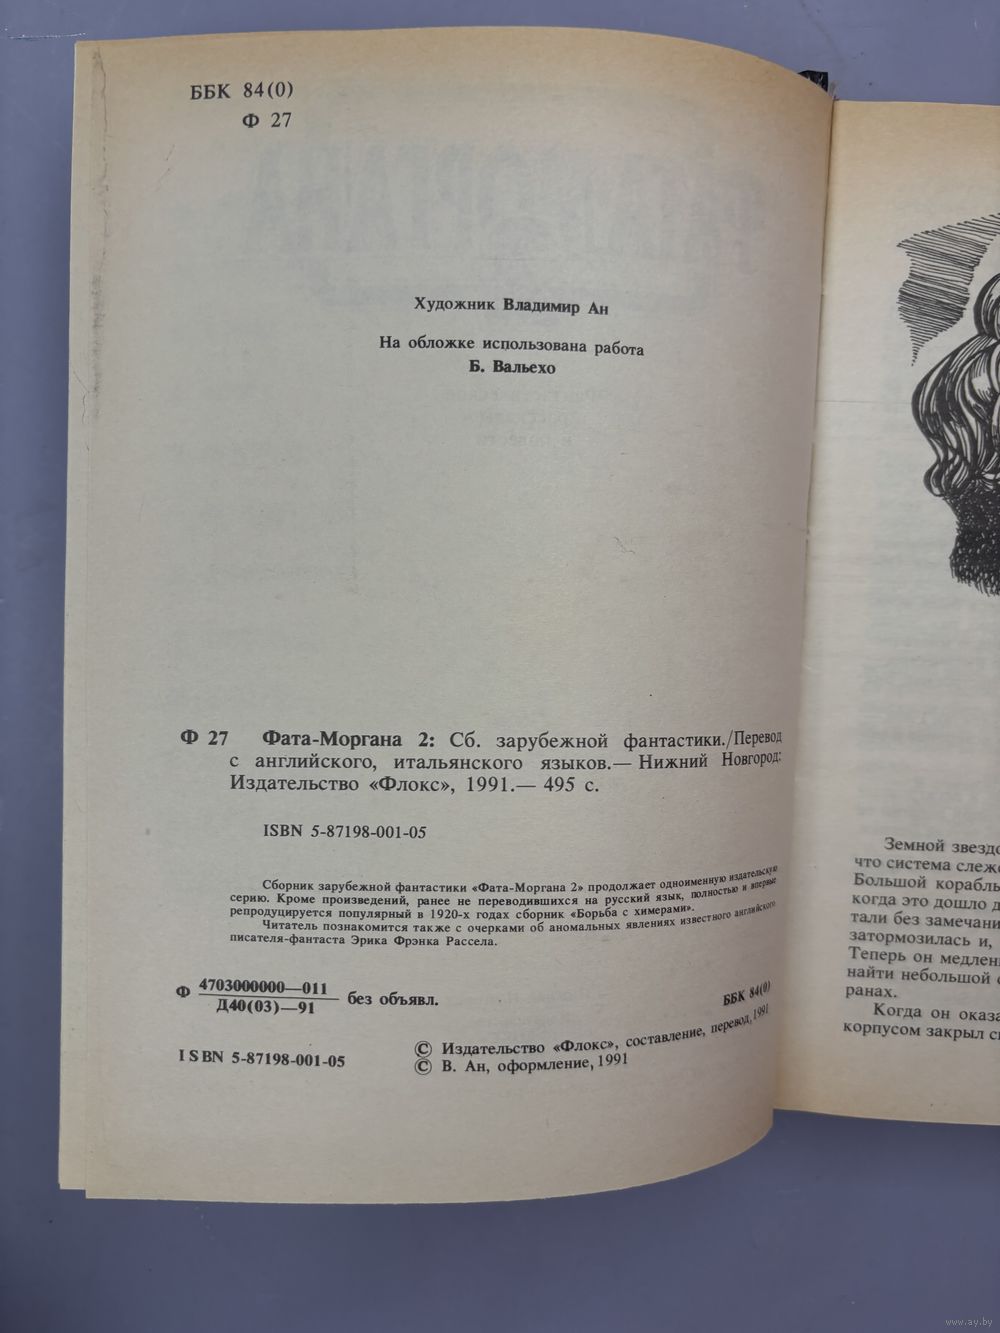 ББК 84(0)
Ф 27
Художник Владимир Ан
На обложке использована работа
Б. Вальехо
Ф 27 Фата-Моргана 2: Сб. зарубежной фантастики./Перевод
с английского, итальянского языков.— Нижний Новгород:
Издательство «Флокс», 1991.— 495 с.
ISBN 5-87198-001-05
Сборник зарубежной фантастики «Фата-Моргана 2» продолжает одноименную издательскую
серию. Кроме произведений, ранее не переводившихся на русский язык, полностью и впервые
репродуцируется популярный в 1920-х годах сборник «Борьба с химерами».
Читатель познакомится также с очерками об аномальных явлениях известного английского
писателя-фантаста Эрика Фрэнка Рассела.
Ф 4703000000—011
Д40(03)—91 без объявл.
ББК 84(0)
ISBN 5-87198-001-05
© Издательство «Флокс», составление, перевод, 1991
© В. Ан, оформление, 1991
Земной
что система
Большой корабль
когда это дошло
тали без
затормозилась и,
Теперь он
найти небольшой
ранах.
Когда он
корпусом закрыл
www.ay.by